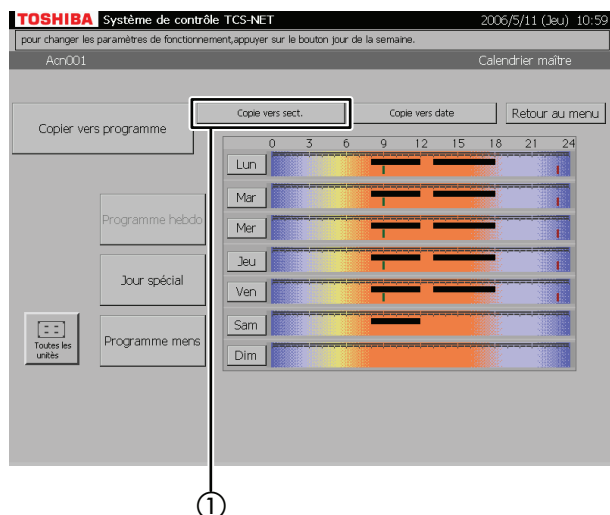 TOSHIBA Système de contrôle TCS-NET 2006/5/11 (Jeu) 10:59
pour changer les paramètres de fonctionnement,appuyer sur le bouton jour de la semaine.
Acn001 Calendrier maître
Copier vers programme
Copie vers sect.
Copie vers date
Retour au menu
0 3 6 9 12 15 18 21 24
Lun
Mar
Programme hebdo
Mer
Jeu
Jour spécial
Ven
Sam
Toutes les
unitès
Programme mens
Dim
①